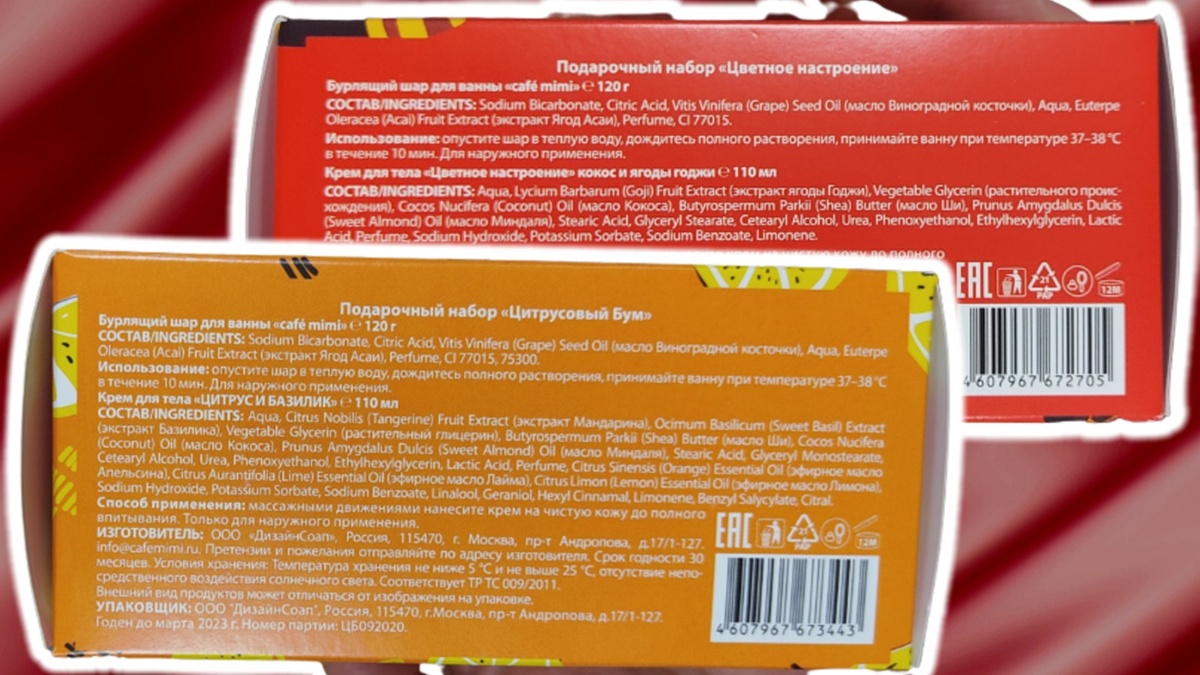 Подарочный набор «Цветное настроение»
Бурлящий шар для ванны «café mimi» ℮ 120 г
СОСТАВ/INGREDIENTS: Sodium Bicarbonate, Citric Acid, Vitis Vinifera (Grape) Seed Oil (масло Виноградной косточки), Aqua, Euterpe
Oleracea (Acai) Fruit Extract (экстракт Ягод Асаи), Perfume, CI 77015.
Использование: опустите шар в теплую воду, дождитесь полного растворения, принимайте ванну при температуре 37–38 °C
в течение 10 мин. Для наружного применения.
Крем для тела «Цветное настроение» кокос и ягоды годжи ℮ 110 мл
СОСТАВ/INGREDIENTS: Aqua, Lycium Barbarum (Goji) Fruit Extract (экстракт ягоды Годжи), Vegetable Glycerin (растительного проис-
хождения), Cocos Nucifera (Coconut) Oil (масло Кокоса), Butyrospermum Parkii (Shea) Butter (масло Ши), Prunus Amygdalus Dulcis
(Sweet Almond) Oil (масло Миндаля), Stearic Acid, Glyceryl Stearate, Cetearyl Alcohol, Urea, Phenoxyethanol, Ethylhexylglycerin, Lactic
Acid, Perfume, Sodium Hydroxide, Potassium Sorbate, Sodium Benzoate, Limonene.
на чистую кожу до полного
EAC 21 PAP 12M
4 607967 672705
Подарочный набор «Цитрусовый Бум»
Бурлящий шар для ванны «café mimi» ℮ 120 г
СОСТАВ/INGREDIENTS: Sodium Bicarbonate, Citric Acid, Vitis Vinifera (Grape) Seed Oil (масло Виноградной косточки), Aqua, Euterpe
Oleracea (Acai) Fruit Extract (экстракт Ягод Асаи), Perfume, CI 77015, 75300.
Использование: опустите шар в теплую воду, дождитесь полного растворения, принимайте ванну при температуре 37–38 °C
в течение 10 мин. Для наружного применения.
Крем для тела «ЦИТРУС И БАЗИЛИК» ℮ 110 мл
СОСТАВ/INGREDIENTS: Aqua, Citrus Nobilis (Tangerine) Fruit Extract (экстракт Мандарина), Ocimum Basilicum (Sweet Basil) Extract
(экстракт Базилика), Vegetable Glycerin (растительный глицерин), Butyrospermum Parkii (Shea) Butter (масло Ши), Cocos Nucifera
(Coconut) Oil (масло Кокоса), Prunus Amygdalus Dulcis (Sweet Almond) Oil (масло Миндаля), Stearic Acid, Glyceryl Monostearate,
Cetearyl Alcohol, Urea, Phenoxyethanol, Ethylhexylglycerin, Lactic Acid, Perfume, Citrus Sinensis (Orange) Essential Oil (эфирное масло
Апельсина), Citrus Aurantifolia (Lime) Essential Oil (эфирное масло Лайма), Citrus Limon (Lemon) Essential Oil (эфирное масло Лимона),
Sodium Hydroxide, Potassium Sorbate, Sodium Benzoate, Linalool, Geraniol, Hexyl Cinnamal, Limonene, Benzyl Salycylate, Citral.
Способ применения: массажными движениями нанесите крем на чистую кожу до полного
впитывания. Только для наружного применения.
ИЗГОТОВИТЕЛЬ: ООО «ДизайнСоап», Россия, 115470, г. Москва, пр-т Андропова, д.17/1-127.
info@cafemimi.ru. Претензии и пожелания отправляйте по адресу изготовителя. Срок годности 30
месяцев. Условия хранения: Температура хранения не ниже 5 °C и не выше 25 °C, отсутствие непо-
средственного воздействия солнечного света. Соответствует ТР ТС 009/2011.
Внешний вид продуктов может отличаться от изображения на упаковке.
УПАКОВЩИК: ООО "ДизайнСоап", Россия, 115470, г.Москва, пр-т Андропова, д.17/1-127.
Годен до марта 2023 г. Номер партии: ЦБ092020.
EAC 21 PAP 12M
4 607967 673443